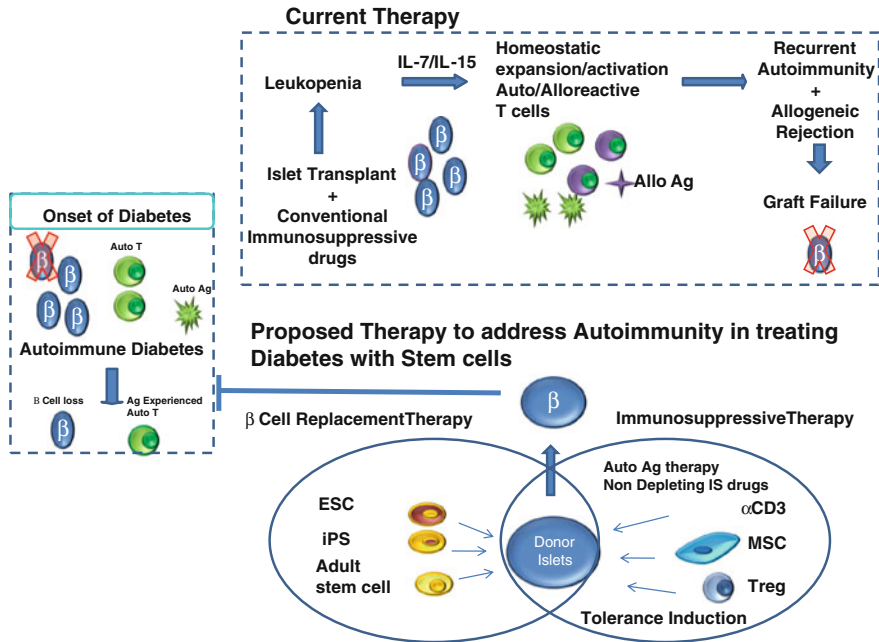 Current Therapy
Leukopenia
IL-7/IL-15
Homeostatic
expansion/activation
Auto/Alloreactive
T cells
Recurrent
Autoimmunity
+
Allogeneic
Rejection
Islet Transplant
+
Conventional
Immunosuppressive
drugs
β
β
β
β
Allo Ag
Graft Failure
β
Onset of Diabetes
β
β
β
β
Auto T
Auto Ag
Autoimmune Diabetes
Β Cell loss
Ag Experienced
Auto T
β
Proposed Therapy to address Autoimmunity in treating
Diabetes with Stem cells
β
β Cell ReplacementTherapy
ImmunosuppressiveTherapy
ESC
iPS
Adult
stem cell
Donor
Islets
Auto Ag therapy
Non Depleting IS drugs
αCD3
MSC
Treg
Tolerance Induction